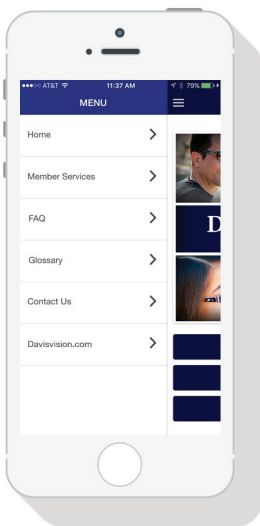 ●●●○○ AT&T 11:37 AM 79%
MENU
Home
Member Services
FAQ
D
Glossary
Contact Us
Davisvision.com